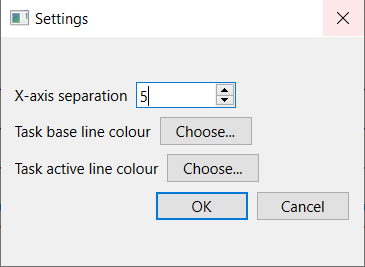 Settings
X-axis separation 5
Task base line colour Choose...
Task active line colour Choose...
OK Cancel